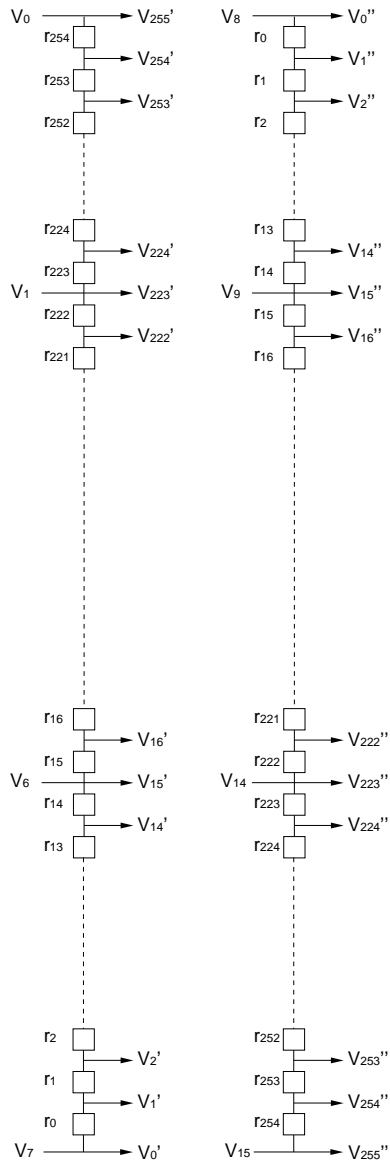 V0 V255’
r254
V254’
r253
V253’
r252
r224
V224’
r223
V1 V223’
r222
V222’
r221
r16
V16’
r15
V6 V15’
r14
V14’
r13
r2
V2’
r1
V1’
r0
V7 V0’
V8 V0’’
r0
V1’’
r1
V2’’
r2
r13
V14’’
r14
V9 V15’’
r15
V16’’
r16
r221
V222’’
r222
V14 V223’’
r223
V224’’
r224
r252
V253’’
r253
V254’’
r254
V15 V255’’